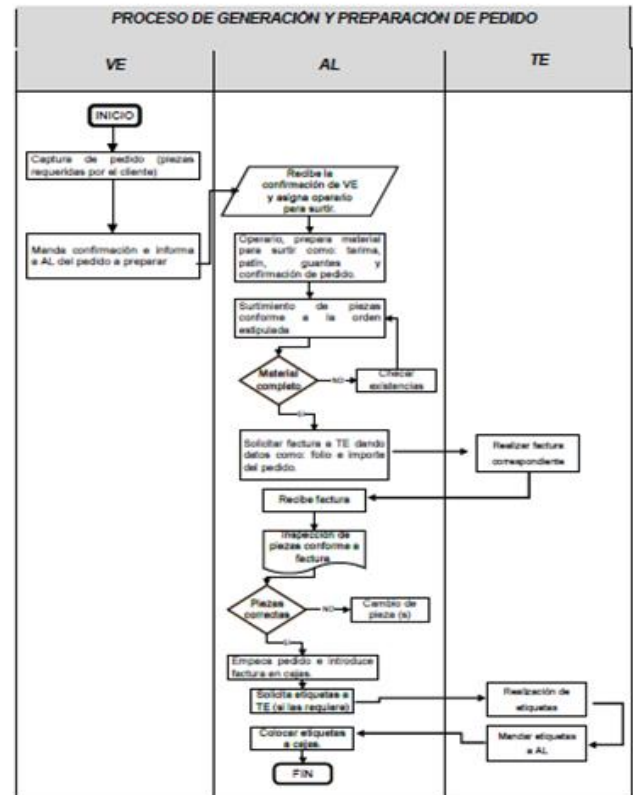 PROCESO DE GENERACIÓN Y PREPARACIÓN DE PEDIDO
VE
AL
TE
INICIO
Captura de pedido (piezas
requeridas por el cliente)
Manda confirmación e informa
a AL del pedido a preparar
Recibe la
confirmación de VE
y asigna operario
para surtir.
Operario, prepara material
para surtir como: tarima,
patín, guantes y
confirmación de pedido.
Surtimiento de piezas
conforme a la orden
estipulada
Material
completo
NO
Checar
existencias
SI
Solicitar factura a TE dando
datos como: folio e importe
del pedido.
Realizar factura
correspondiente
Recibe factura
Inspección de
piezas conforme a
factura
Piezas
correctas
NO
Cambio de
pieza (s)
SI
Empaca pedido e introduce
factura en cajas.
Solicita etiquetas a
TE (si las requiere)
Realización de
etiquetas
Mandar etiquetas
a AL
Colocar etiquetas
a cajas.
FIN